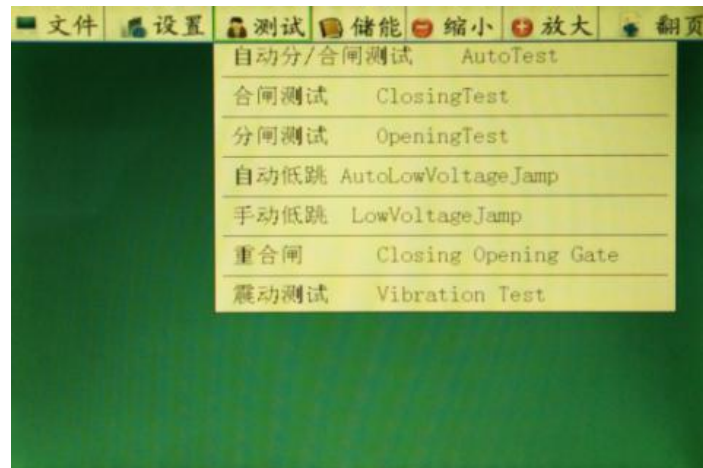 文件 设置 测试 储能 缩小 放大 翻页
自动分/合闸测试 AutoTest
合闸测试 ClosingTest
分闸测试 OpeningTest
自动低跳 AutoLowVoltageJamp
手动低跳 LowVoltageJamp
重合闸 Closing Opening Gate
震动测试 Vibration Test